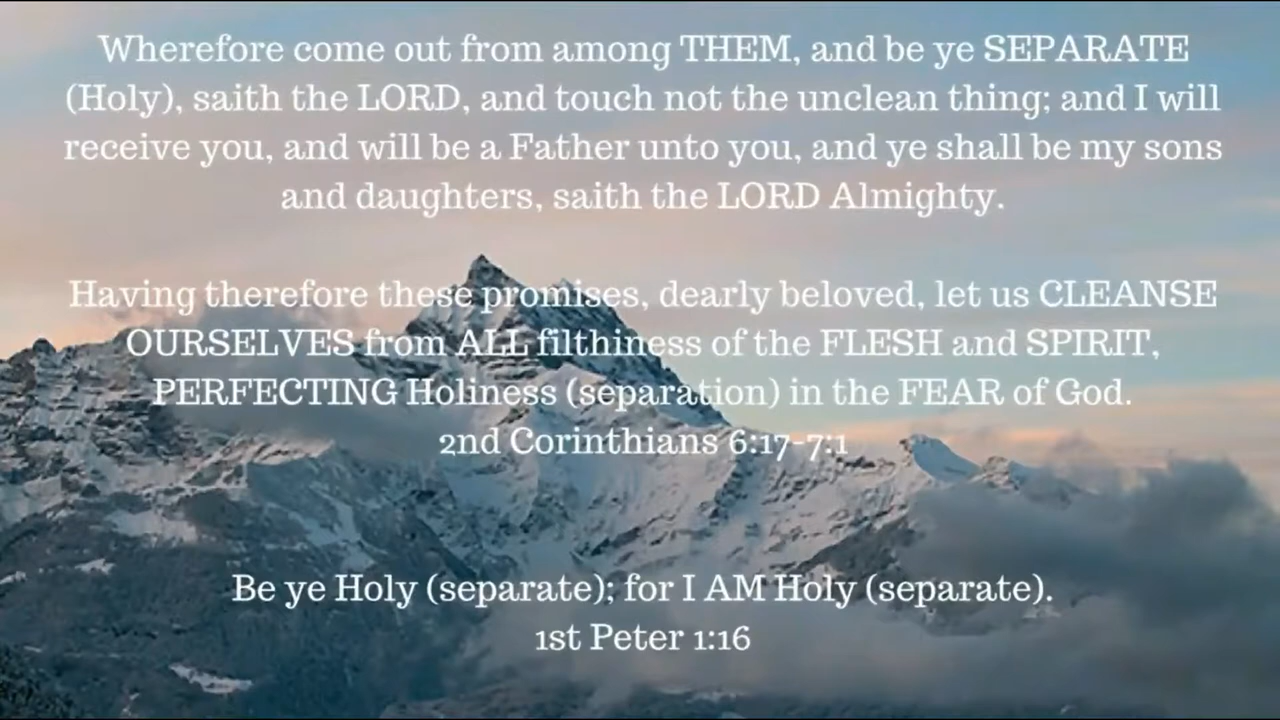 Wherefore come out from among THEM, and be ye SEPARATE
(Holy), saith the LORD, and touch not the unclean thing; and I will
receive you, and will be a Father unto you, and ye shall be my sons
and daughters, saith the LORD Almighty.
Having therefore these promises, dearly beloved, let us CLEANSE
OURSELVES from ALL filthiness of the FLESH and SPIRIT,
PERFECTING Holiness (separation) in the FEAR of God.
2nd Corinthians 6:17-7:1
Be ye Holy (separate); for I AM Holy (separate).
1st Peter 1:16